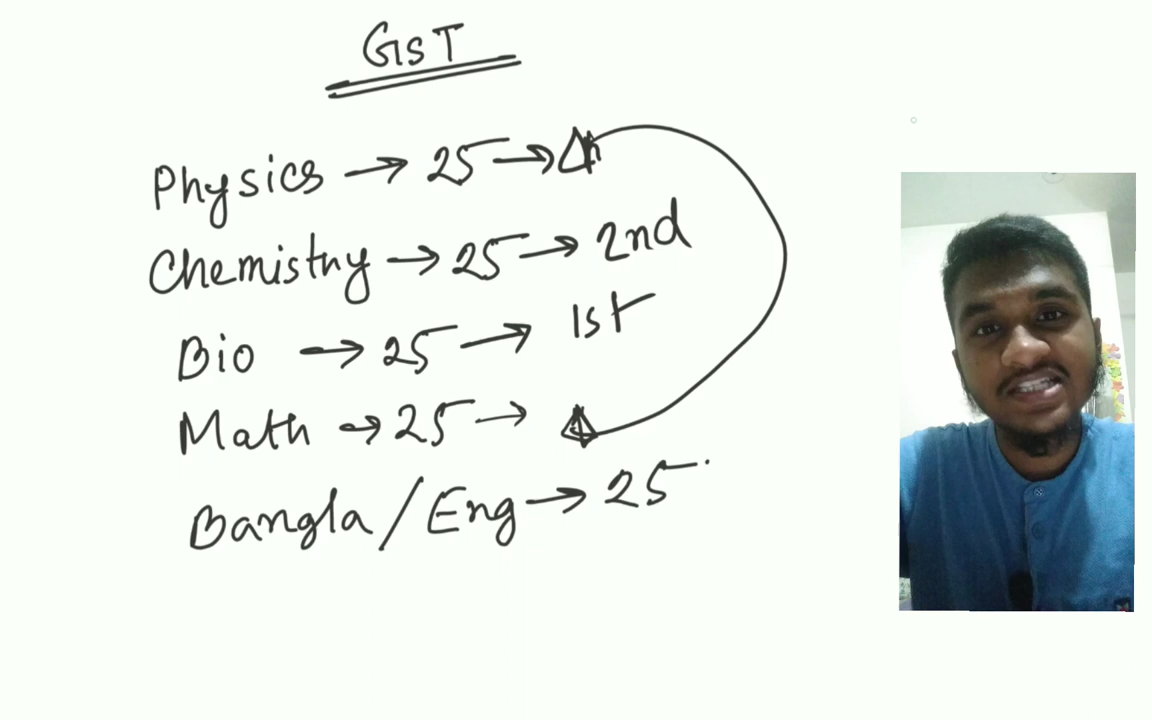 GST
Physics → 25 →
Chemistry → 25 → 2nd
Bio → 25 → 1st
Math → 25 →
Bangla/Eng → 25